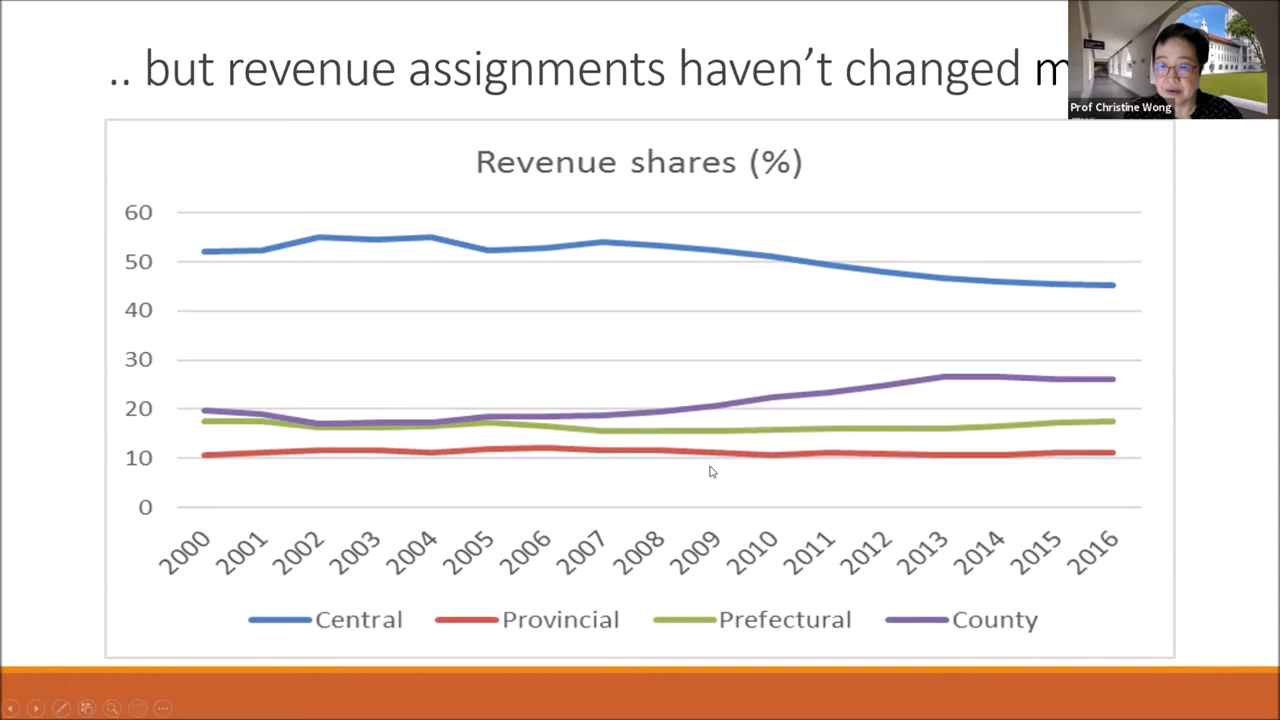 .. but revenue assignments haven't changed
Prof Christine Wong
Revenue shares (%)
60
50
40
30
20
10
0
2000 2001 2002 2003 2004 2005 2006 2007 2008 2009 2010 2011 2012 2013 2014 2015 2016
Central Provincial Prefectural County